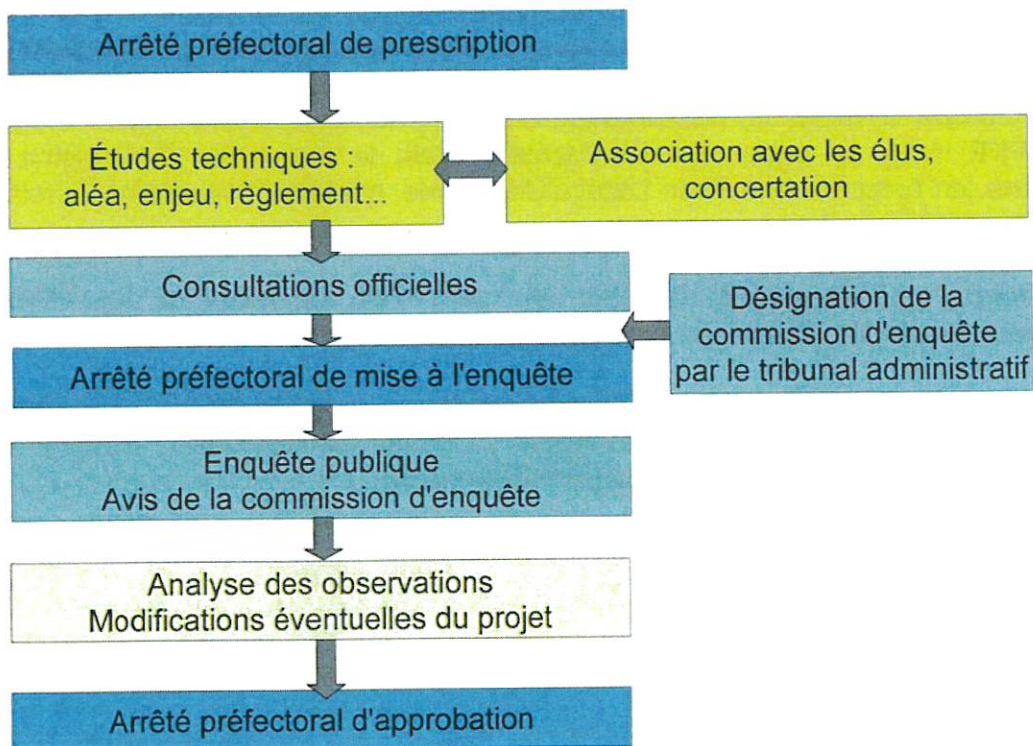 Arrêté préfectoral de prescription
Études techniques :
aléa, enjeu, règlement...
Association avec les élus,
concertation
Consultations officielles
Désignation de la
commission d'enquête
par le tribunal administratif
Arrêté préfectoral de mise à l'enquête
Enquête publique
Avis de la commission d'enquête
Analyse des observations
Modifications éventuelles du projet
Arrêté préfectoral d'approbation